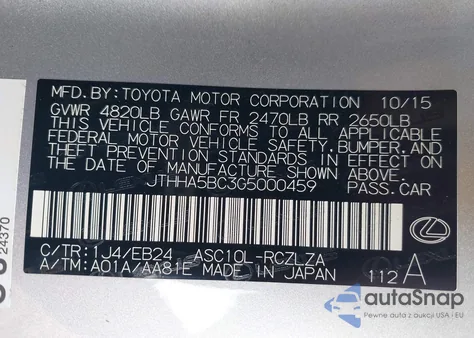 MFD.BY:TOYOTA MOTOR CORPORATION 10/15
GVWR 4820LB GAWR FR 2470LB RR 2650LB
THIS VEHICLE CONFORMS TO ALL APPLICABLE
FEDERAL MOTOR VEHICLE SAFETY.BUMPER.AND
THEFT PREVENTION STANDARDS IN EFFECT ON
THE DATE OF MANUFACTURE SHOWN ABOVE.
JTHHA5BC3G5000459 PASS.CAR
C/TR:1J4/EB24 ASC10L-RCZLZA
A/TM:A01A/AA81E MADE IN JAPAN 112 A
24370
autoSnap
Pewne auta z USA i EU